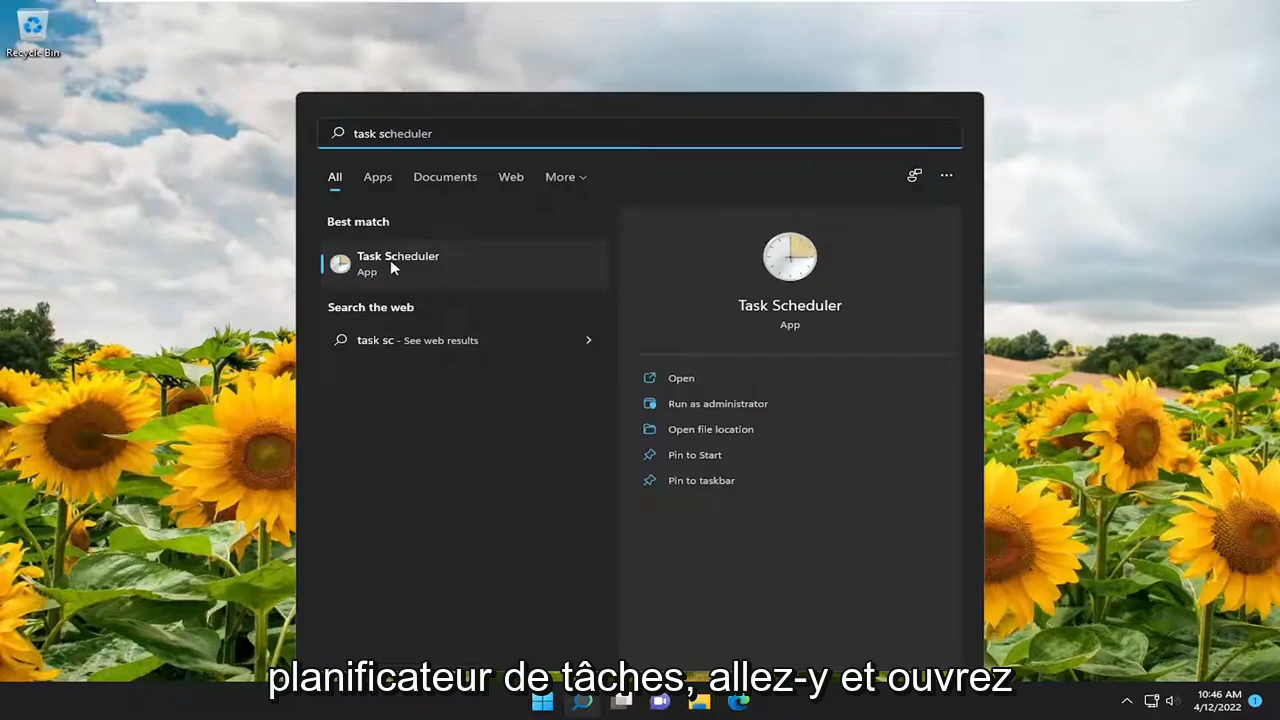 Recycle Bin
task scheduler
All Apps Documents Web More
Best match
Task Scheduler
App
Search the web
task sc - See web results
Task Scheduler
App
Open
Run as administrator
Open file location
Pin to Start
Pin to taskbar
planificateur de tâches, allez-y et ouvrez
10:46 AM
4/12/2022
1